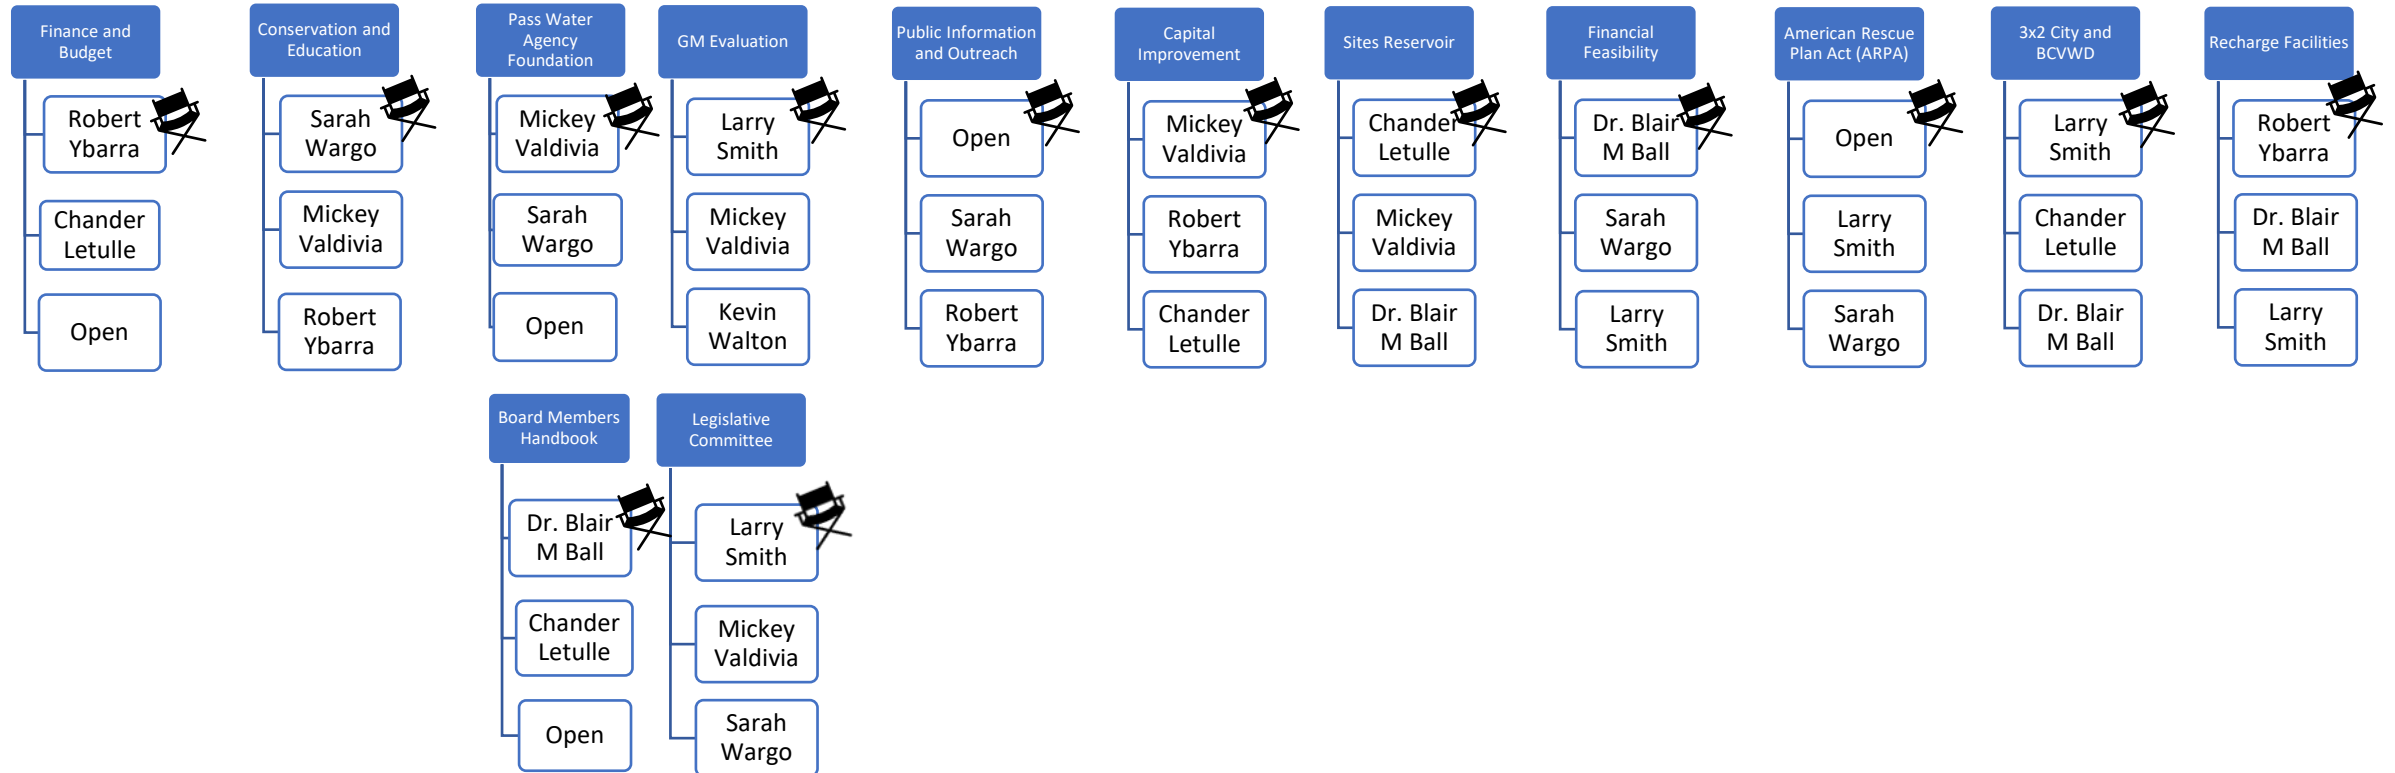 Finance and
Budget
Robert
Ybarra
Chander
Letulle
Open
Conservation and
Education
Sarah
Wargo
Mickey
Valdivia
Robert
Ybarra
Pass Water
Agency
Foundation
Mickey
Valdivia
Sarah
Wargo
Open
GM Evaluation
Larry
Smith
Mickey
Valdivia
Kevin
Walton
Public Information
and Outreach
Open
Sarah
Wargo
Robert
Ybarra
Capital
Improvement
Mickey
Valdivia
Robert
Ybarra
Chander
Letulle
Sites Reservoir
Chander
Letulle
Mickey
Valdivia
Dr. Blair
M Ball
Financial
Feasibility
Dr. Blair
M Ball
Sarah
Wargo
Larry
Smith
American Rescue
Plan Act (ARPA)
Open
Larry
Smith
Sarah
Wargo
3x2 City and
BCVWD
Larry
Smith
Chander
Letulle
Dr. Blair
M Ball
Recharge Facilities
Robert
Ybarra
Dr. Blair
M Ball
Larry
Smith
Board Members
Handbook
Dr. Blair
M Ball
Chander
Letulle
Open
Legislative
Committee
Larry
Smith
Mickey
Valdivia
Sarah
Wargo